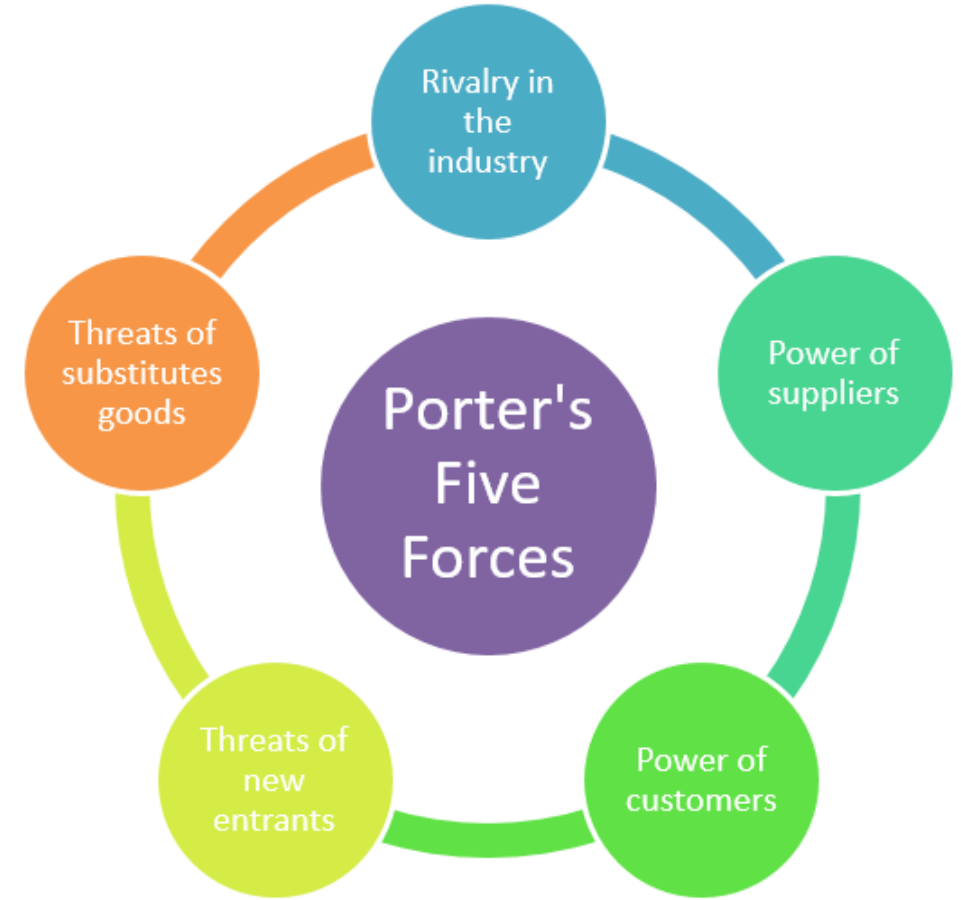 Rivalry in
the
industry
Power of
suppliers
Power of
customers
Threats of
new
entrants
Threats of
substitutes
goods
Porter's
Five
Forces